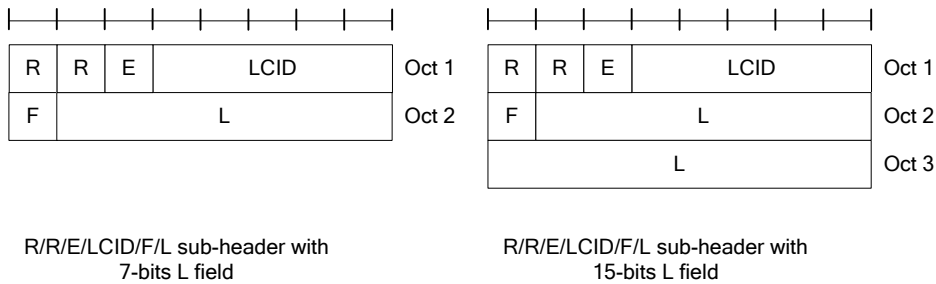 R R E LCID Oct 1
F L Oct 2
R/R/E/LCID/F/L sub-header with
7-bits L field
R R E LCID Oct 1
F L Oct 2
L Oct 3
R/R/E/LCID/F/L sub-header with
15-bits L field